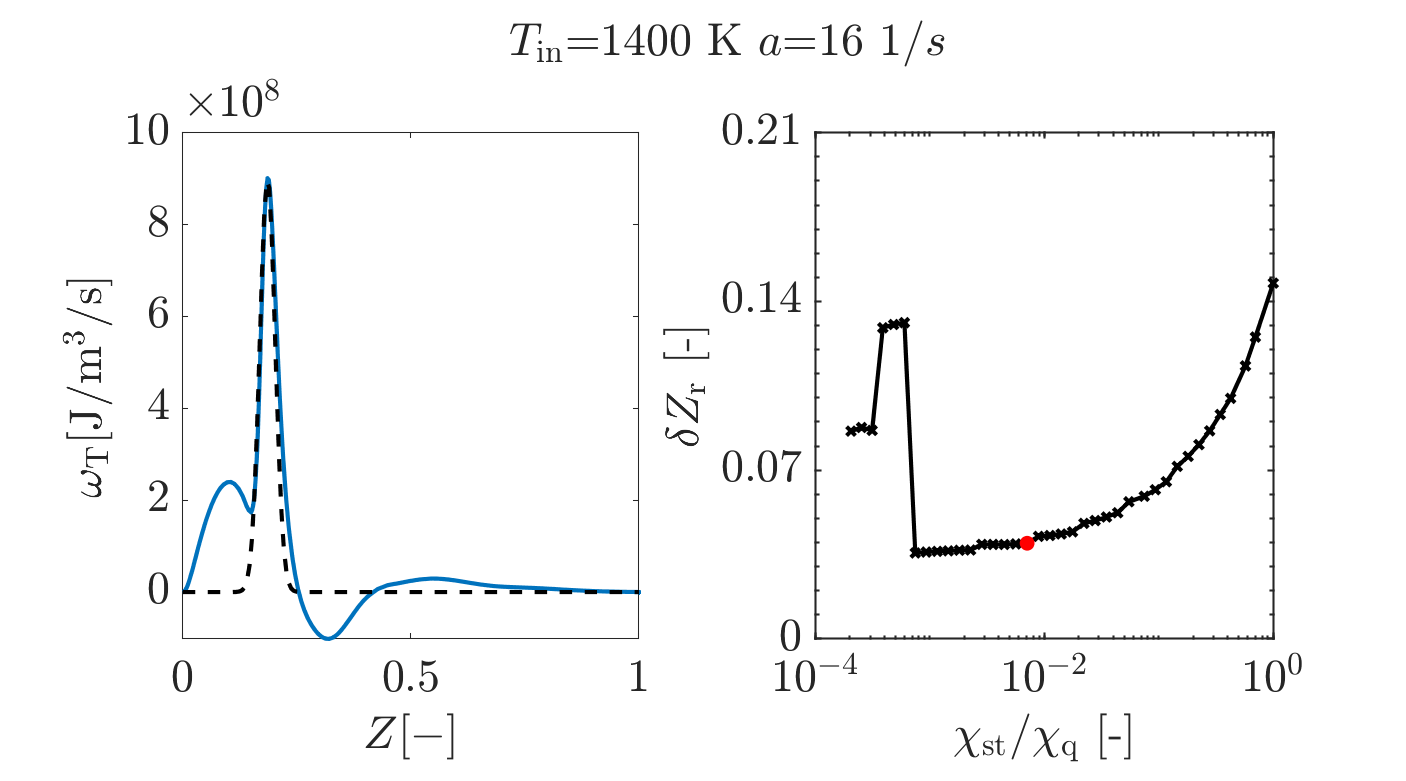 T_in=1400 K a=16 1/s
×10^8
10
8
6
4
2
0
ω_T[J/m^3/s]
0 0.5 1
Z[−]
0.21
0.14
0.07
0
δZ_r [-]
10^−4 10^−2 10^0
χ_st/χ_q [-]